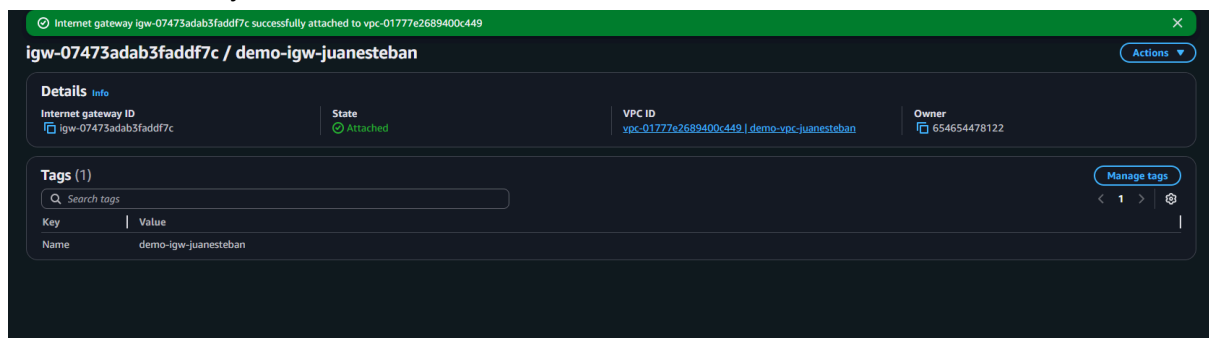 Internet gateway igw-07473adab3faddf7c successfully attached to vpc-01777e2689400c449
igw-07473adab3faddf7c / demo-igw-juanesteban
Actions
Details Info
Internet gateway ID State VPC ID Owner
igw-07473adab3faddf7c Attached vpc-01777e2689400c449 | demo-vpc-juanesteban 654654478122
Tags (1)
Manage tags
Search tags
1
Key Value
Name demo-igw-juanesteban